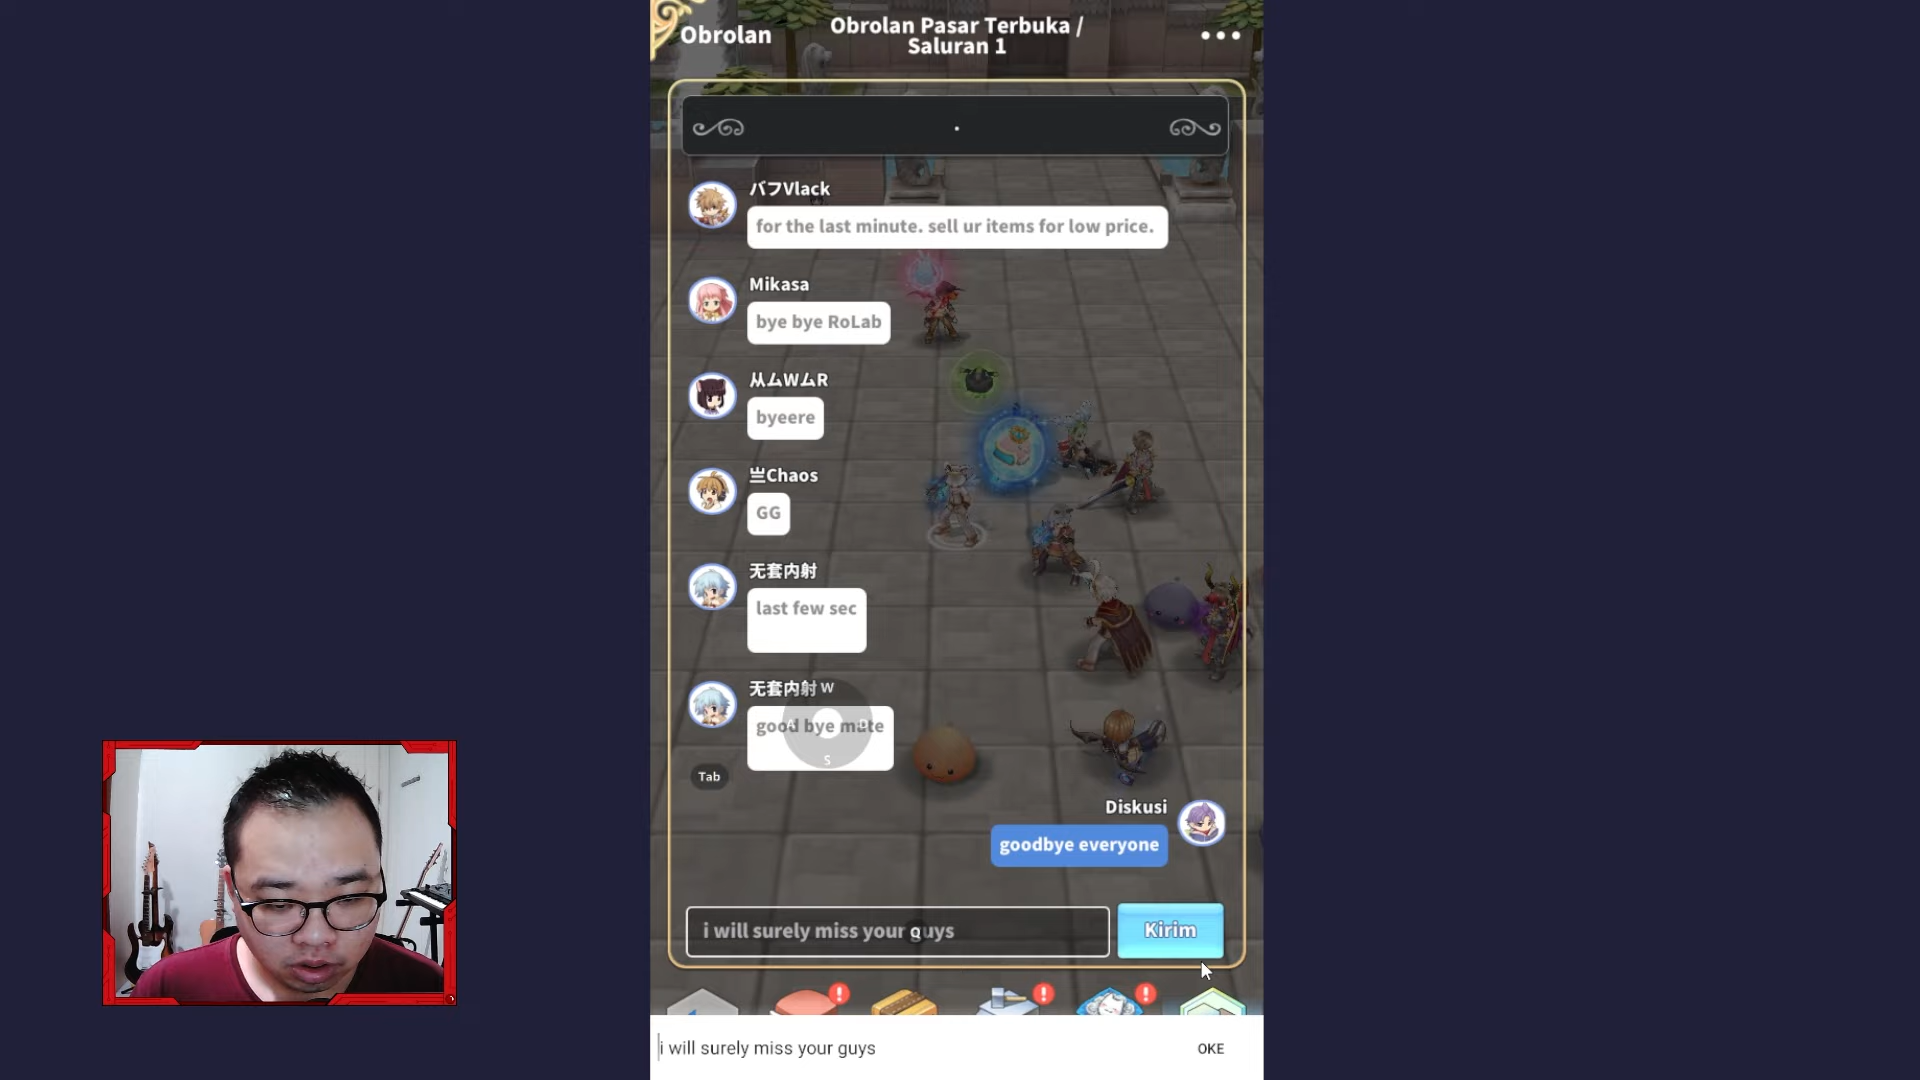 Obrolan
Obrolan Pasar Terbuka /
Saluran 1
バフVlack
for the last minute. sell ur items for low price.
Mikasa
bye bye RoLab
从ムWムR
byeere
亗Chaos
GG
无套内射
last few sec
无套内射
W
good bye mate
A
D
S
Tab
Diskusi
goodbye everyone
i will surely miss your guys
Q
Kirim
i will surely miss your guys
OKE